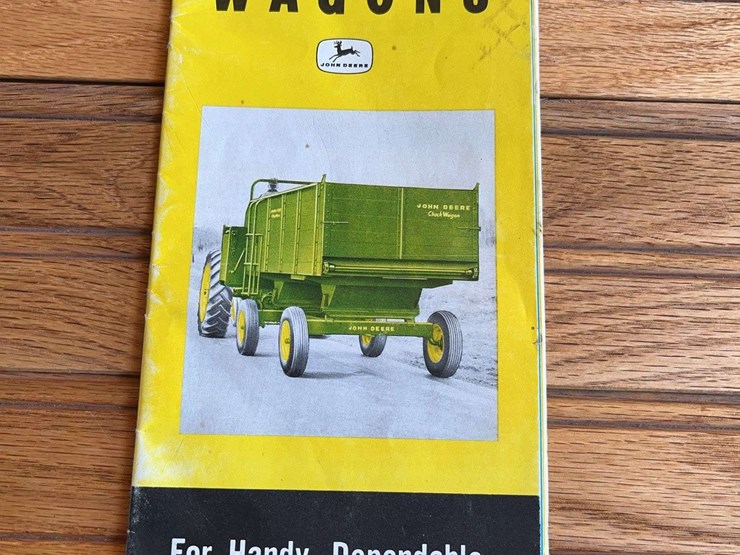 WAGONS
JOHN DEERE
JOHN DEERE
Chuck Wagon
JOHN DEERE
For Handy, Dependable